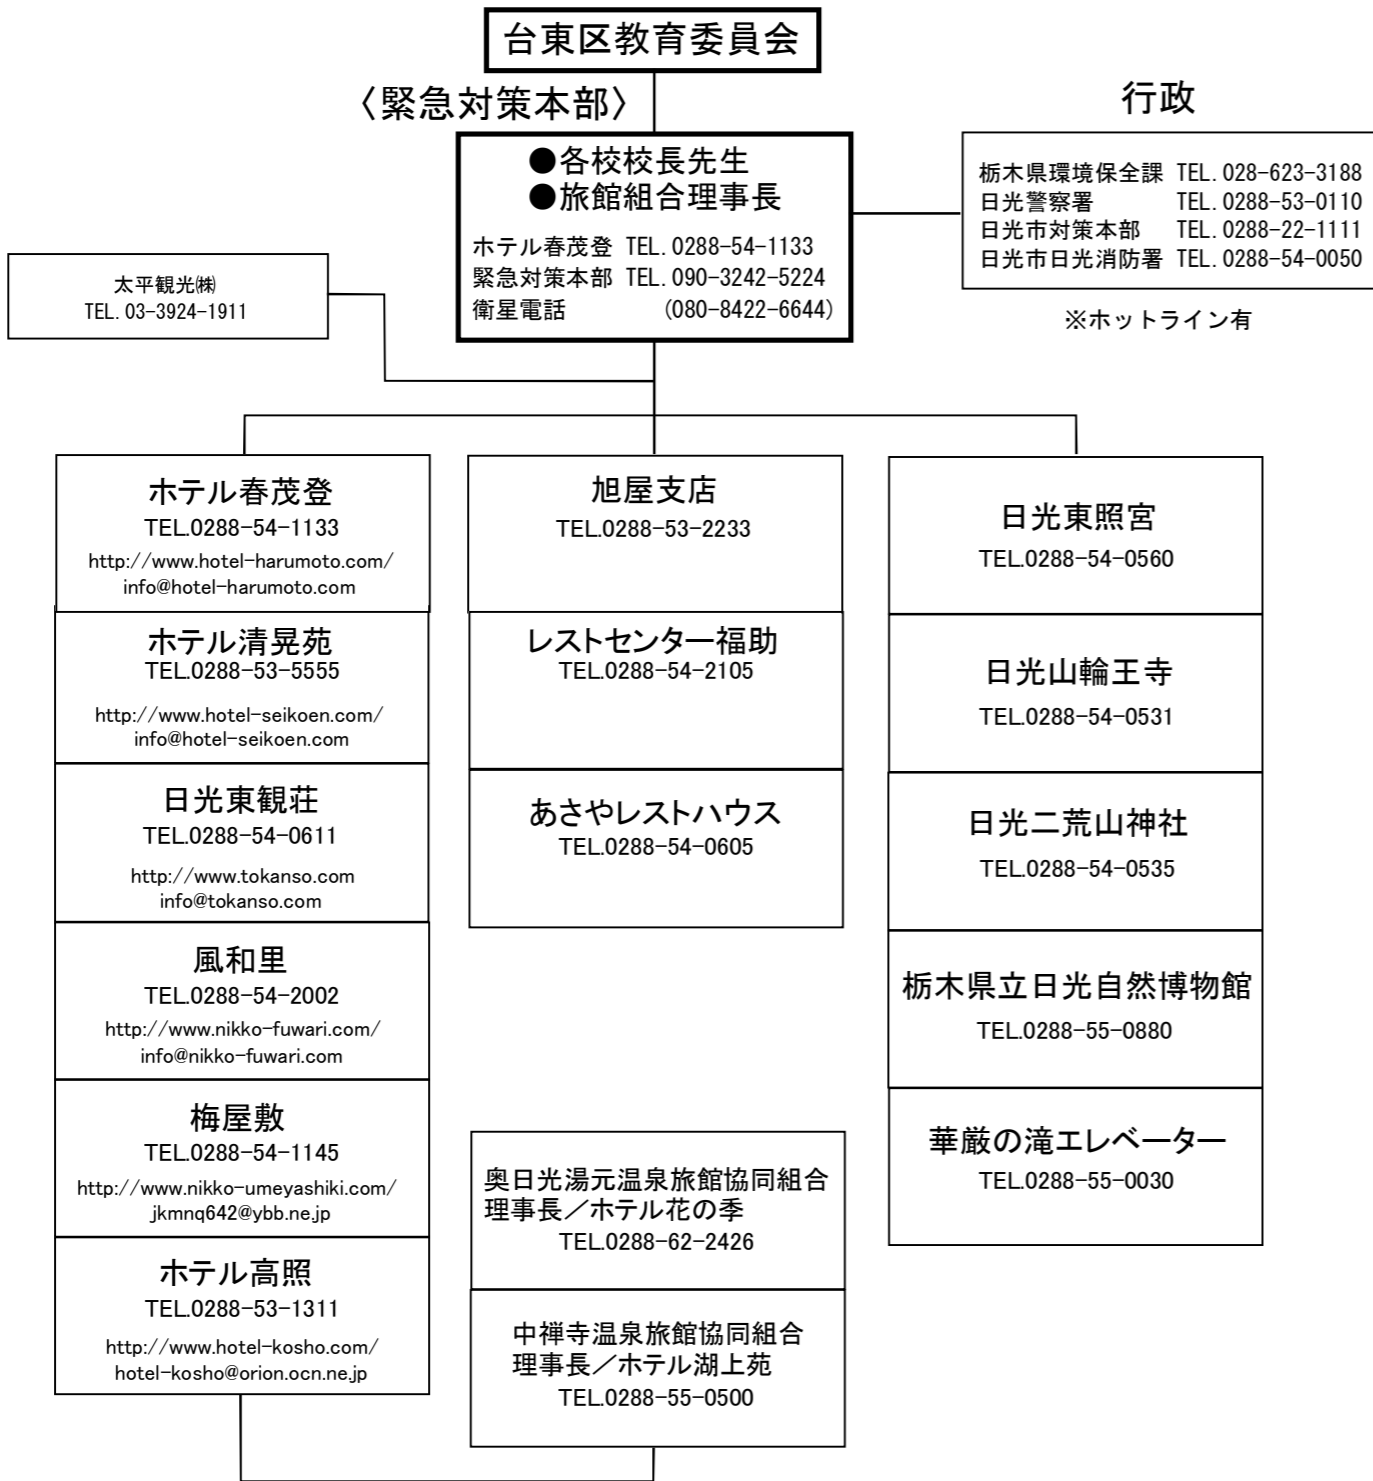 台東区教育委員会
〈緊急対策本部〉
●各校校長先生
●旅館組合理事長
ホテル春茂登 TEL.0288-54-1133
緊急対策本部 TEL.090-3242-5224
衛星電話 (080-8422-6644)
行政
栃木県環境保全課 TEL.028-623-3188
日光警察署 TEL.0288-53-0110
日光市対策本部 TEL.0288-22-1111
日光市日光消防署 TEL.0288-54-0050
※ホットライン有
太平観光㈱
TEL.03-3924-1911
ホテル春茂登
TEL.0288-54-1133
http://www.hotel-harumoto.com/
info@hotel-harumoto.com
ホテル清晃苑
TEL.0288-53-5555
http://www.hotel-seikoen.com/
info@hotel-seikoen.com
日光東観荘
TEL.0288-54-0611
http://www.tokanso.com
info@tokanso.com
風和里
TEL.0288-54-2002
http://www.nikko-fuwari.com/
info@nikko-fuwari.com
梅屋敷
TEL.0288-54-1145
http://www.nikko-umeyashiki.com/
jkmnq642@ybb.ne.jp
ホテル高照
TEL.0288-53-1311
http://www.hotel-kosho.com/
hotel-kosho@orion.ocn.ne.jp
旭屋支店
TEL.0288-53-2233
レストセンター福助
TEL.0288-54-2105
あさやレストハウス
TEL.0288-54-0605
奥日光湯元温泉旅館協同組合
理事長／ホテル花の季
TEL.0288-62-2426
中禅寺温泉旅館協同組合
理事長／ホテル湖上苑
TEL.0288-55-0500
日光東照宮
TEL.0288-54-0560
日光山輪王寺
TEL.0288-54-0531
日光二荒山神社
TEL.0288-54-0535
栃木県立日光自然博物館
TEL.0288-55-0880
華厳の滝エレベーター
TEL.0288-55-0030